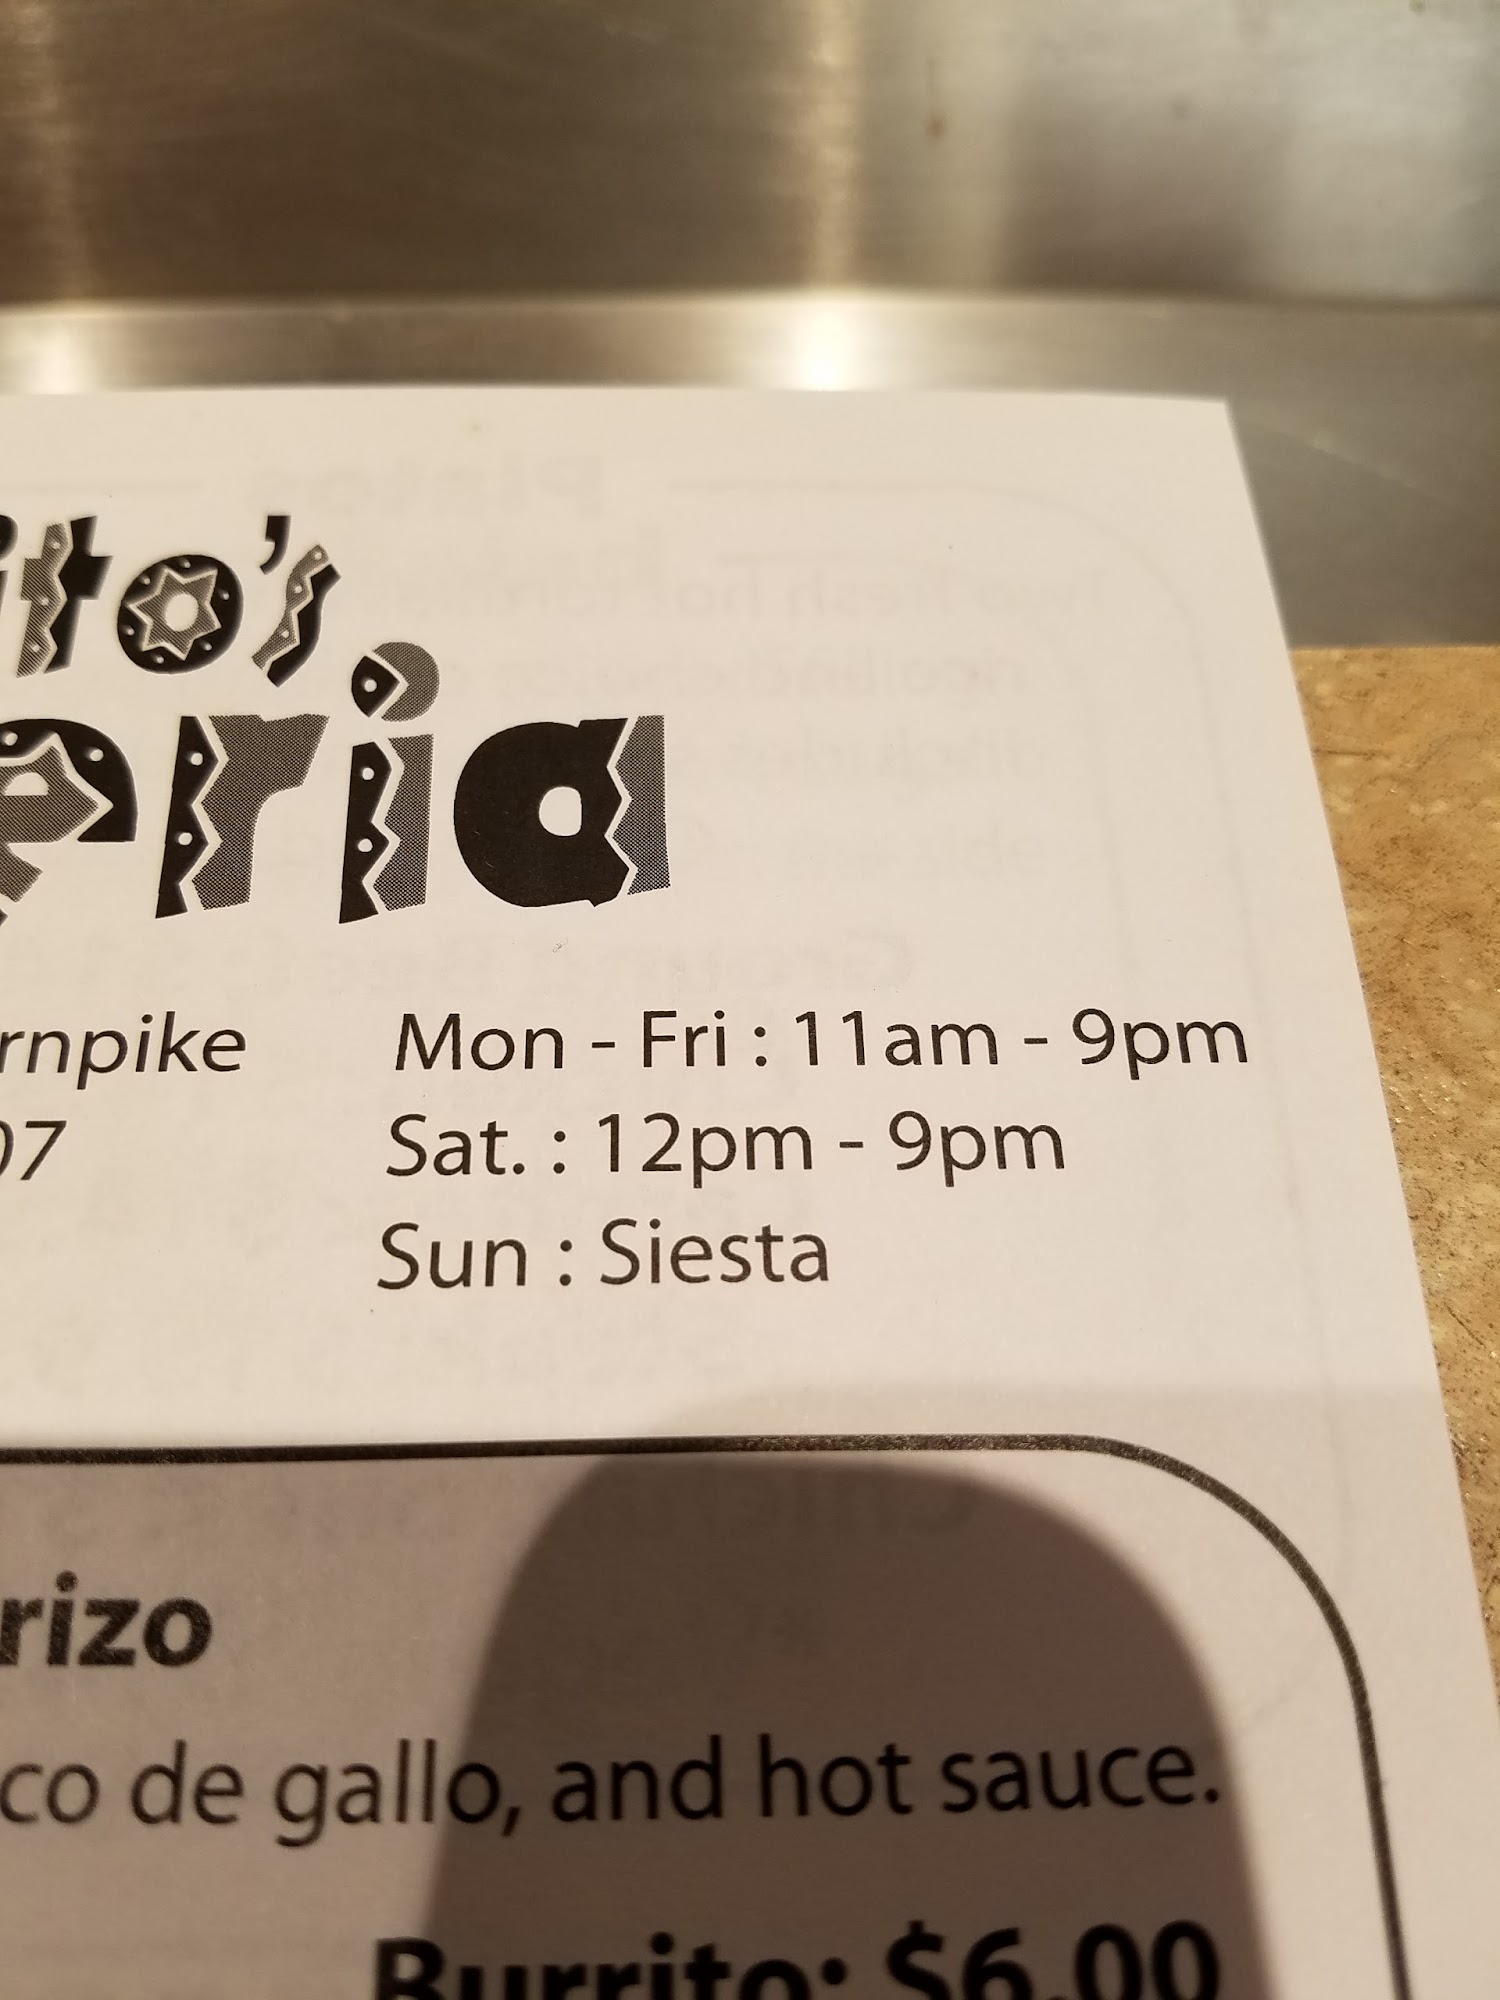 ito's
eria
rnpike
07
Mon - Fri : 11am - 9pm
Sat. : 12pm - 9pm
Sun : Siesta
rizo
co de gallo, and hot sauce.
Burrito: $6.00